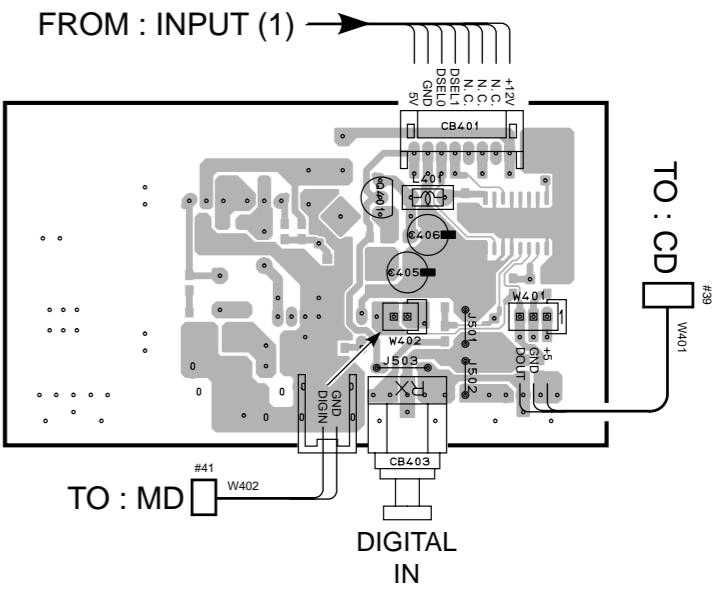 FROM : INPUT (1)
5V
GND
DSEL0
DSEL1
N.C.
N.C.
N.C.
+12V
CB401
L401
Q401
C406
C405
TO : CD
#39
W401
W401
1
W402
J501
J503
J502
+5
GND
DOUT
RX
GND
DIGIN
CB403
#41
W402
TO : MD
DIGITAL
IN